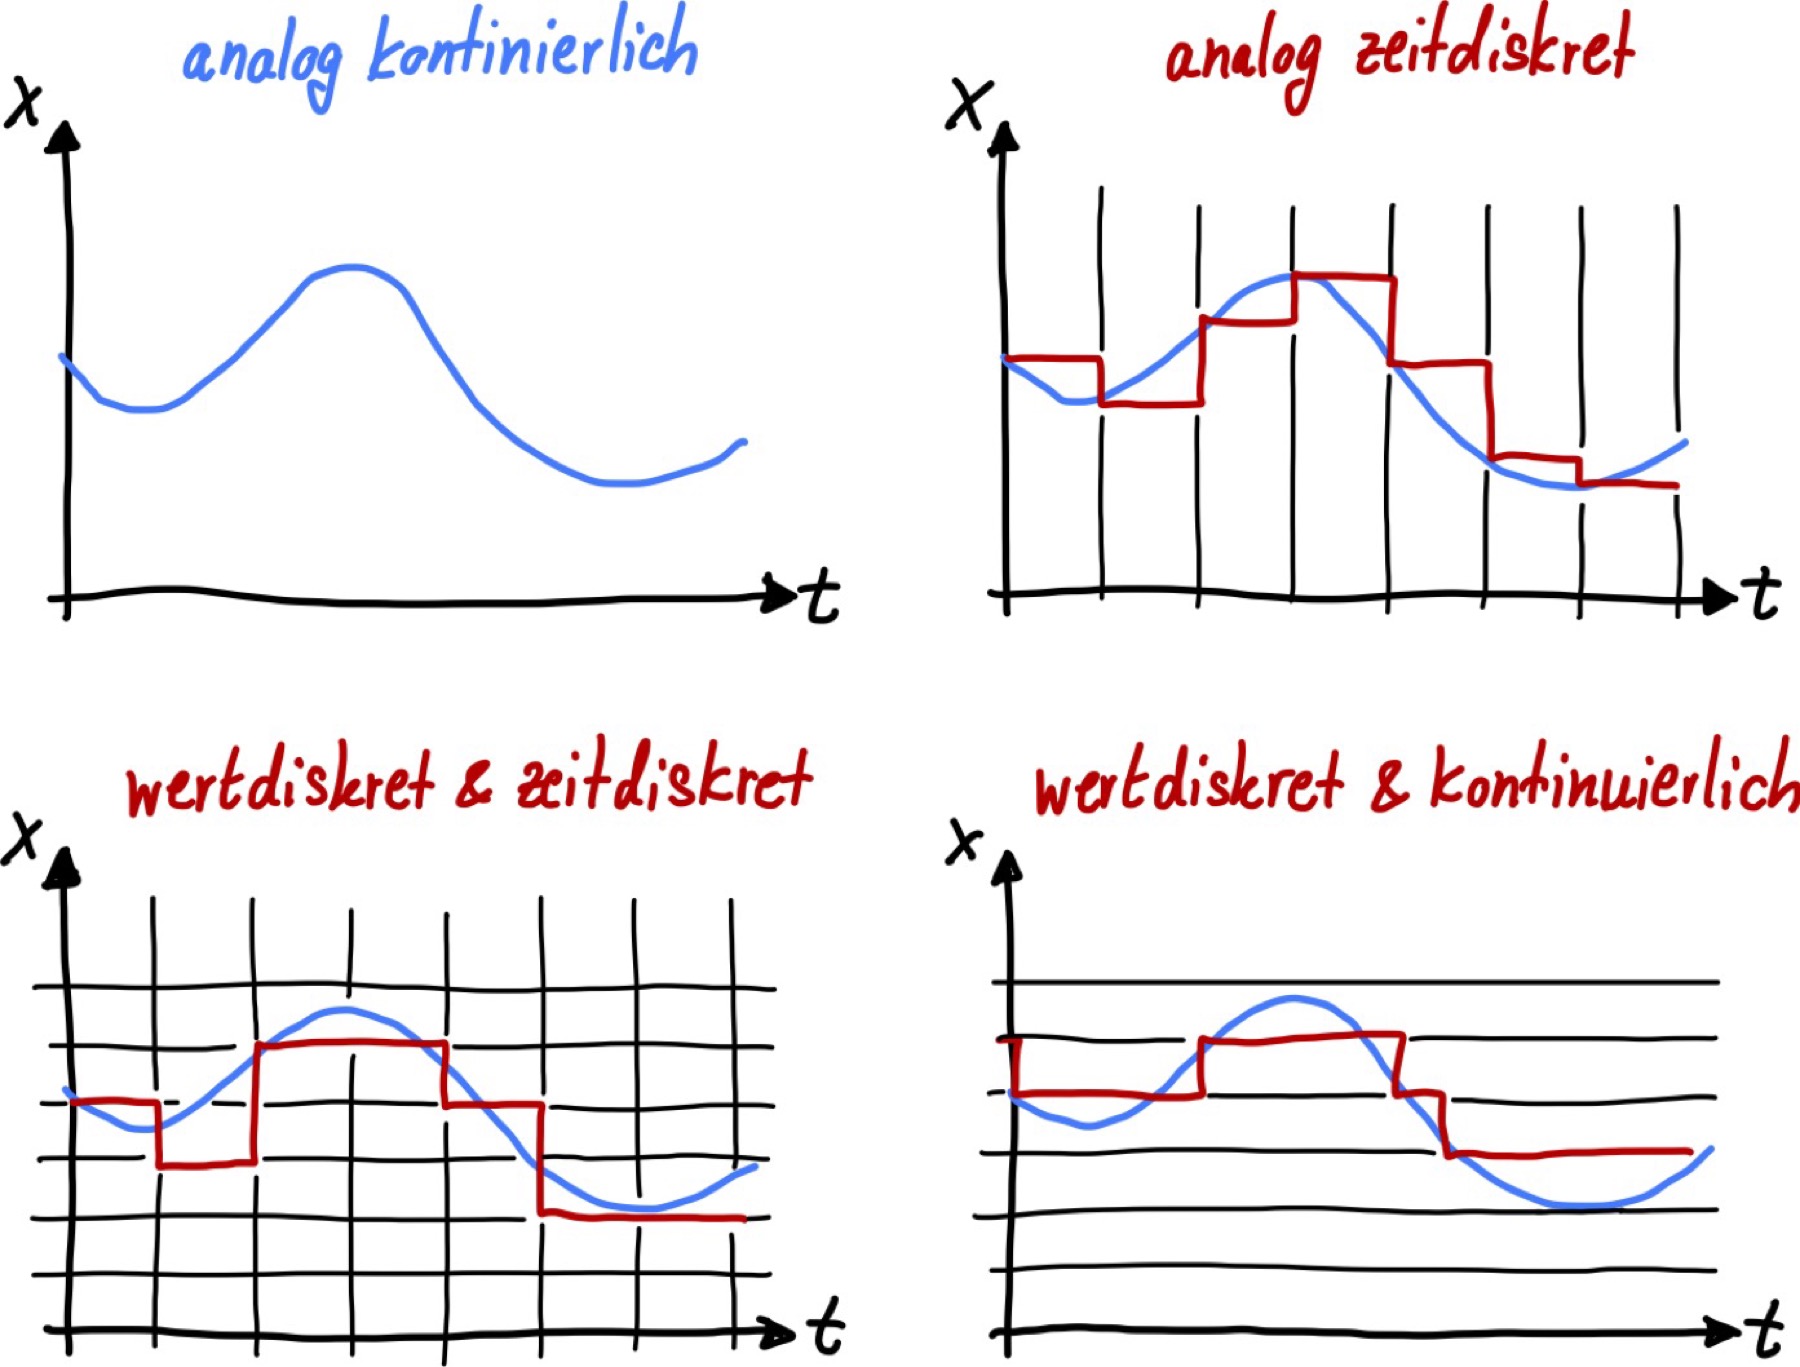 analog kontinierlich
x
t
analog zeitdiskret
x
t
wertdiskret & zeitdiskret
x
t
wertdiskret & kontinuierlich
x
t